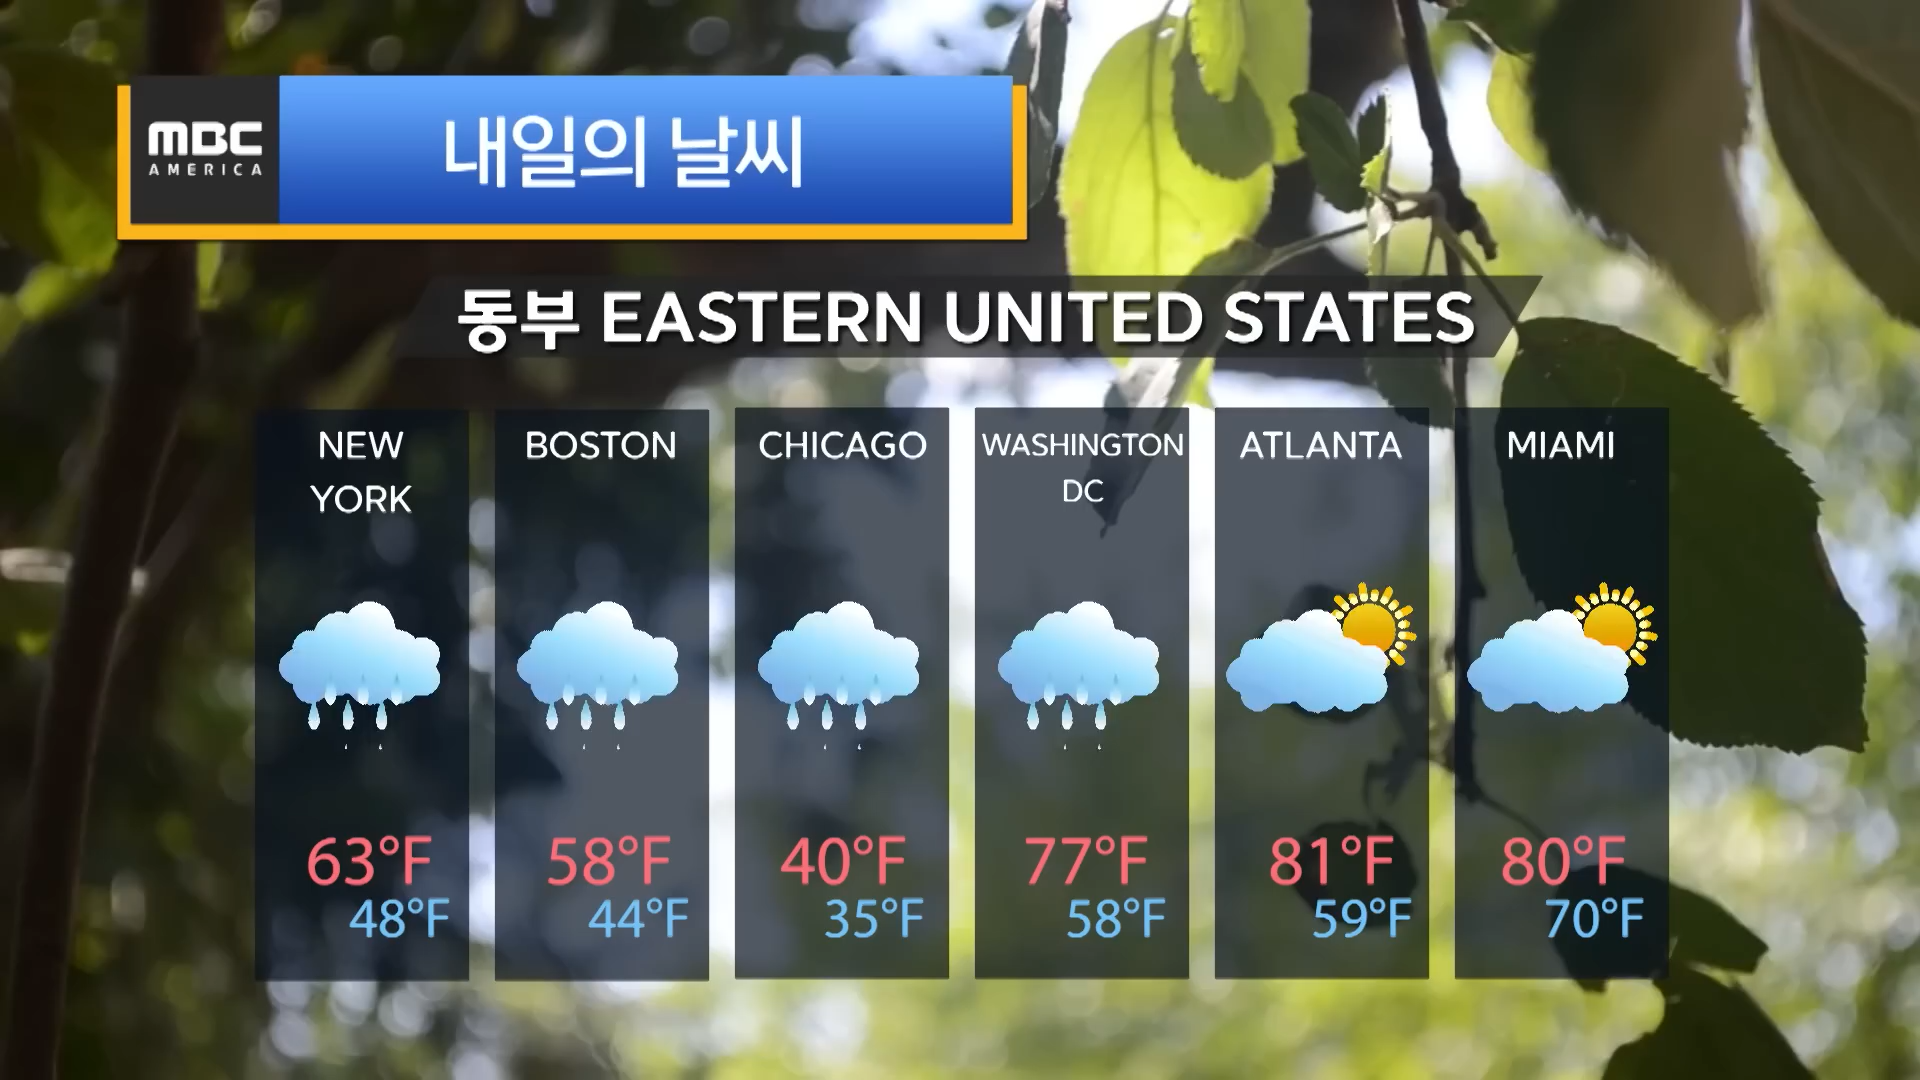 MBC
AMERICA
내일의 날씨
동부 EASTERN UNITED STATES
NEW
YORK
63°F
48°F
BOSTON
58°F
44°F
CHICAGO
40°F
35°F
WASHINGTON
DC
77°F
58°F
ATLANTA
81°F
59°F
MIAMI
80°F
70°F